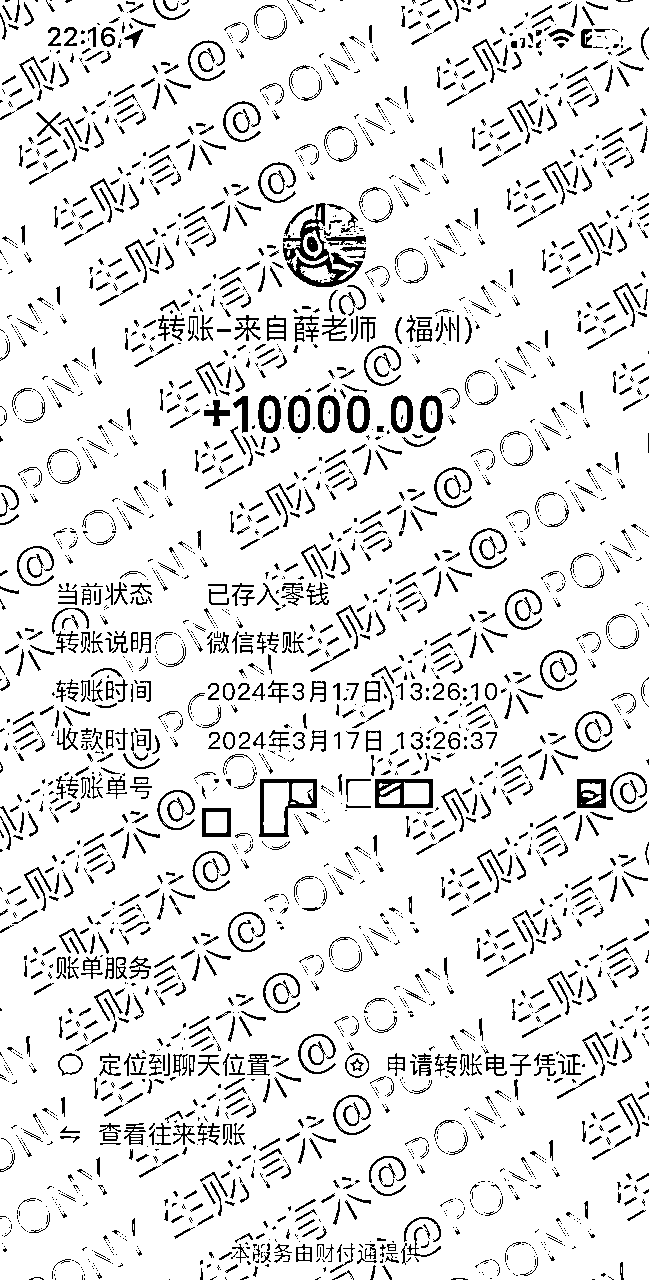 22:16
转账-来自薛老师（福州）
+10000.00
当前状态 已存入零钱
转账说明 微信转账
转账时间 2024年3月17日 13:26:10
收款时间 2024年3月17日 13:26:37
转账单号
账单服务
定位到聊天位置 申请转账电子凭证
查看往来转账
本服务由财付通提供
生财有术@PONY